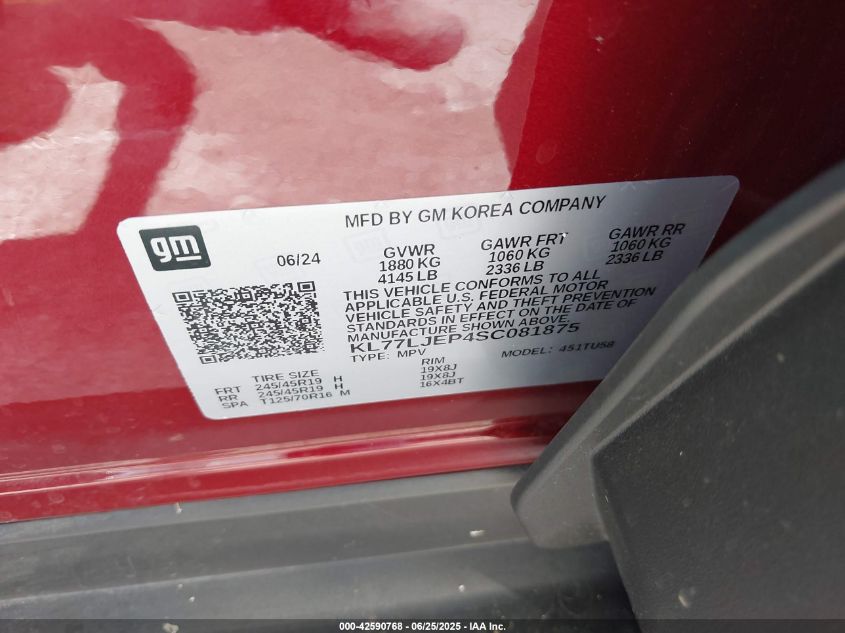 MFD BY GM KOREA COMPANY
gm
06/24
GVWR GAWR FRT GAWR RR
1880 KG 1060 KG 1060 KG
4145 LB 2336 LB 2336 LB
THIS VEHICLE CONFORMS TO ALL
APPLICABLE U.S. FEDERAL MOTOR
VEHICLE SAFETY AND THEFT PREVENTION
STANDARDS IN EFFECT ON THE DATE OF
MANUFACTURE SHOWN ABOVE.
KL77LJEP4SC081875
TYPE: MPV MODEL: 451TU58
TIRE SIZE RIM
FRT 245/45R19 H 19X8J
RR 245/45R19 H 19X8J
SPA T125/70R16 M 16X4BT
000-42590768 - 06/25/2025 - IAA Inc.